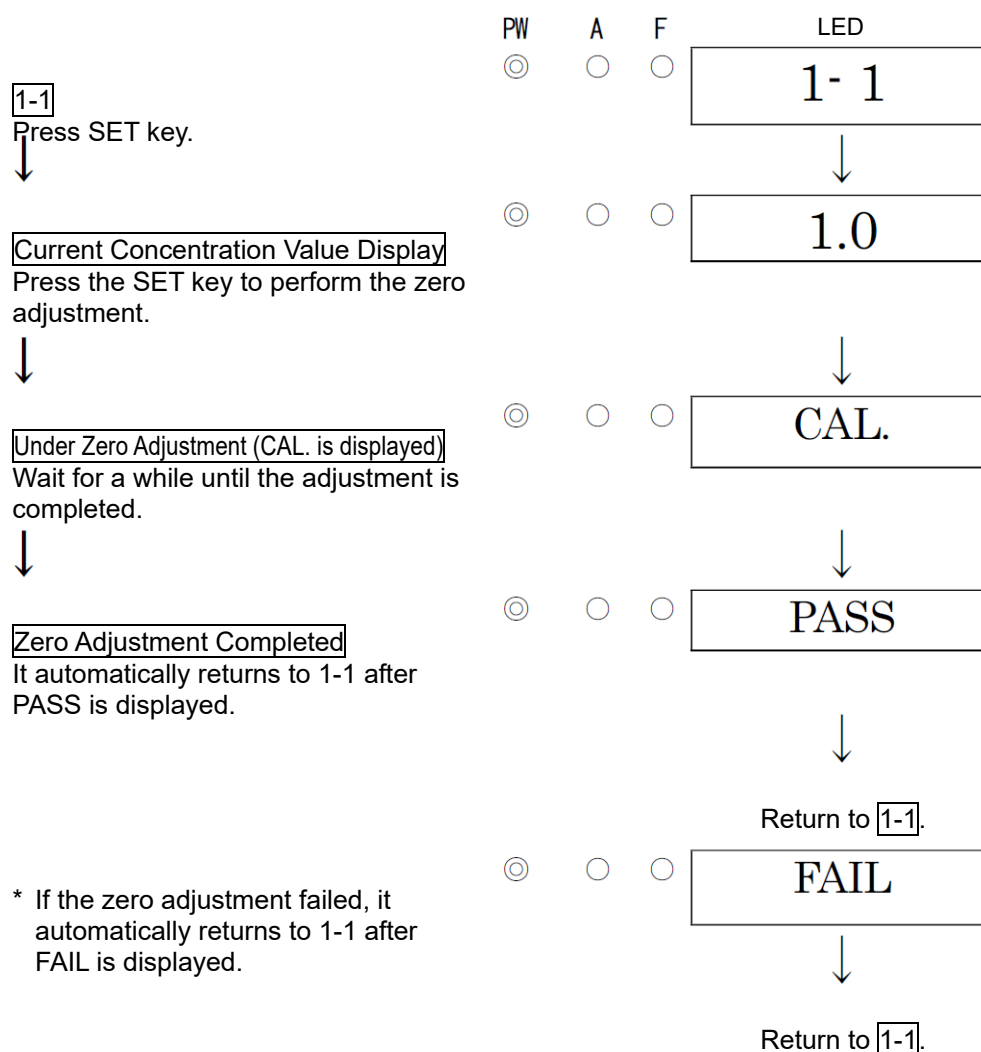 PW A F LED
1- 1
1-1
Press SET key.
↓ ↓
1.0
Current Concentration Value Display
Press the SET key to perform the zero
adjustment.
↓ ↓
CAL.
Under Zero Adjustment (CAL. is displayed)
Wait for a while until the adjustment is
completed.
↓ ↓
PASS
Zero Adjustment Completed
It automatically returns to 1-1 after
PASS is displayed.
↓
Return to 1-1.
FAIL
* If the zero adjustment failed, it
automatically returns to 1-1 after
FAIL is displayed.
↓
Return to 1-1.